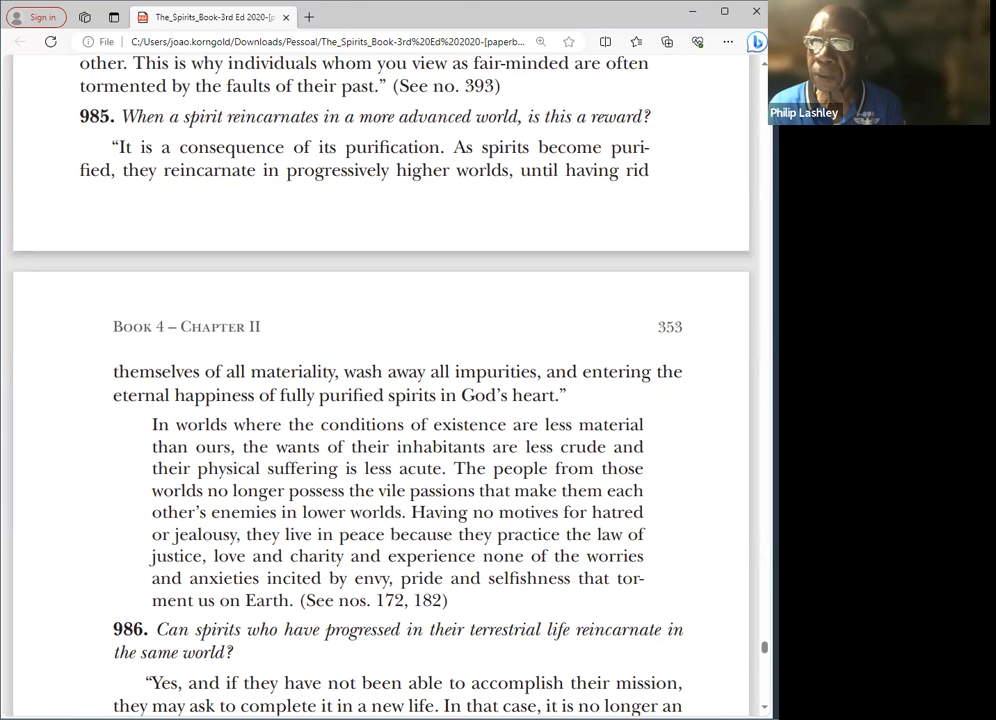 Sign in
The_Spirits_Book-3rd Ed 2020-[p
File
C:/Users/joao.korngold/Downloads/Pessoal/The_Spirits_Book-3rd%20Ed%202020-[paperb...
other. This is why individuals whom you view as fair-minded are often
tormented by the faults of their past.” (See no. 393)
985. When a spirit reincarnates in a more advanced world, is this a reward?
“It is a consequence of its purification. As spirits become puri-
fied, they reincarnate in progressively higher worlds, until having rid
BOOK 4 – CHAPTER II
353
themselves of all materiality, wash away all impurities, and entering the
eternal happiness of fully purified spirits in God’s heart.”
In worlds where the conditions of existence are less material
than ours, the wants of their inhabitants are less crude and
their physical suffering is less acute. The people from those
worlds no longer possess the vile passions that make them each
other’s enemies in lower worlds. Having no motives for hatred
or jealousy, they live in peace because they practice the law of
justice, love and charity and experience none of the worries
and anxieties incited by envy, pride and selfishness that tor-
ment us on Earth. (See nos. 172, 182)
986. Can spirits who have progressed in their terrestrial life reincarnate in
the same world?
“Yes, and if they have not been able to accomplish their mission,
they may ask to complete it in a new life. In that case, it is no longer an
Philip Lashley